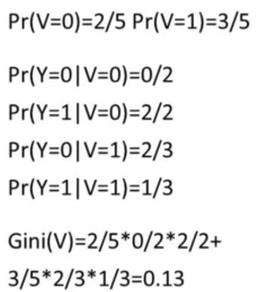 Pr(V=0)=2/5 Pr(V=1)=3/5
Pr(Y=0|V=0)=0/2
Pr(Y=1|V=0)=2/2
Pr(Y=0|V=1)=2/3
Pr(Y=1|V=1)=1/3
Gini(V)=2/5*0/2*2/2+
3/5*2/3*1/3=0.13